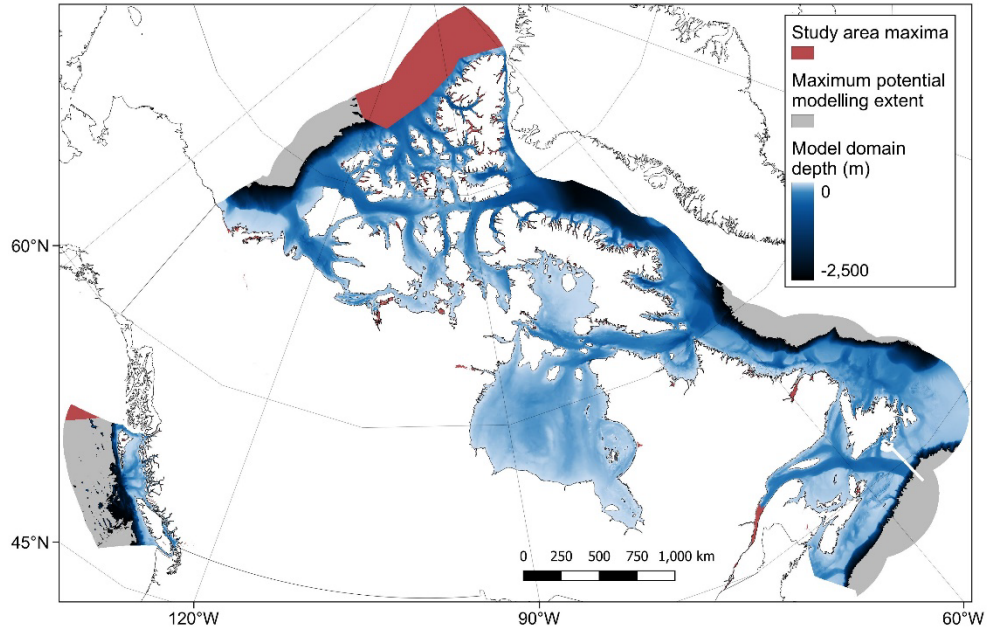 Study area maxima
Maximum potential
modelling extent
Model domain
depth (m)
0
-2,500
60°N
45°N
0 250 500 750 1,000 km
120°W
90°W
60°W